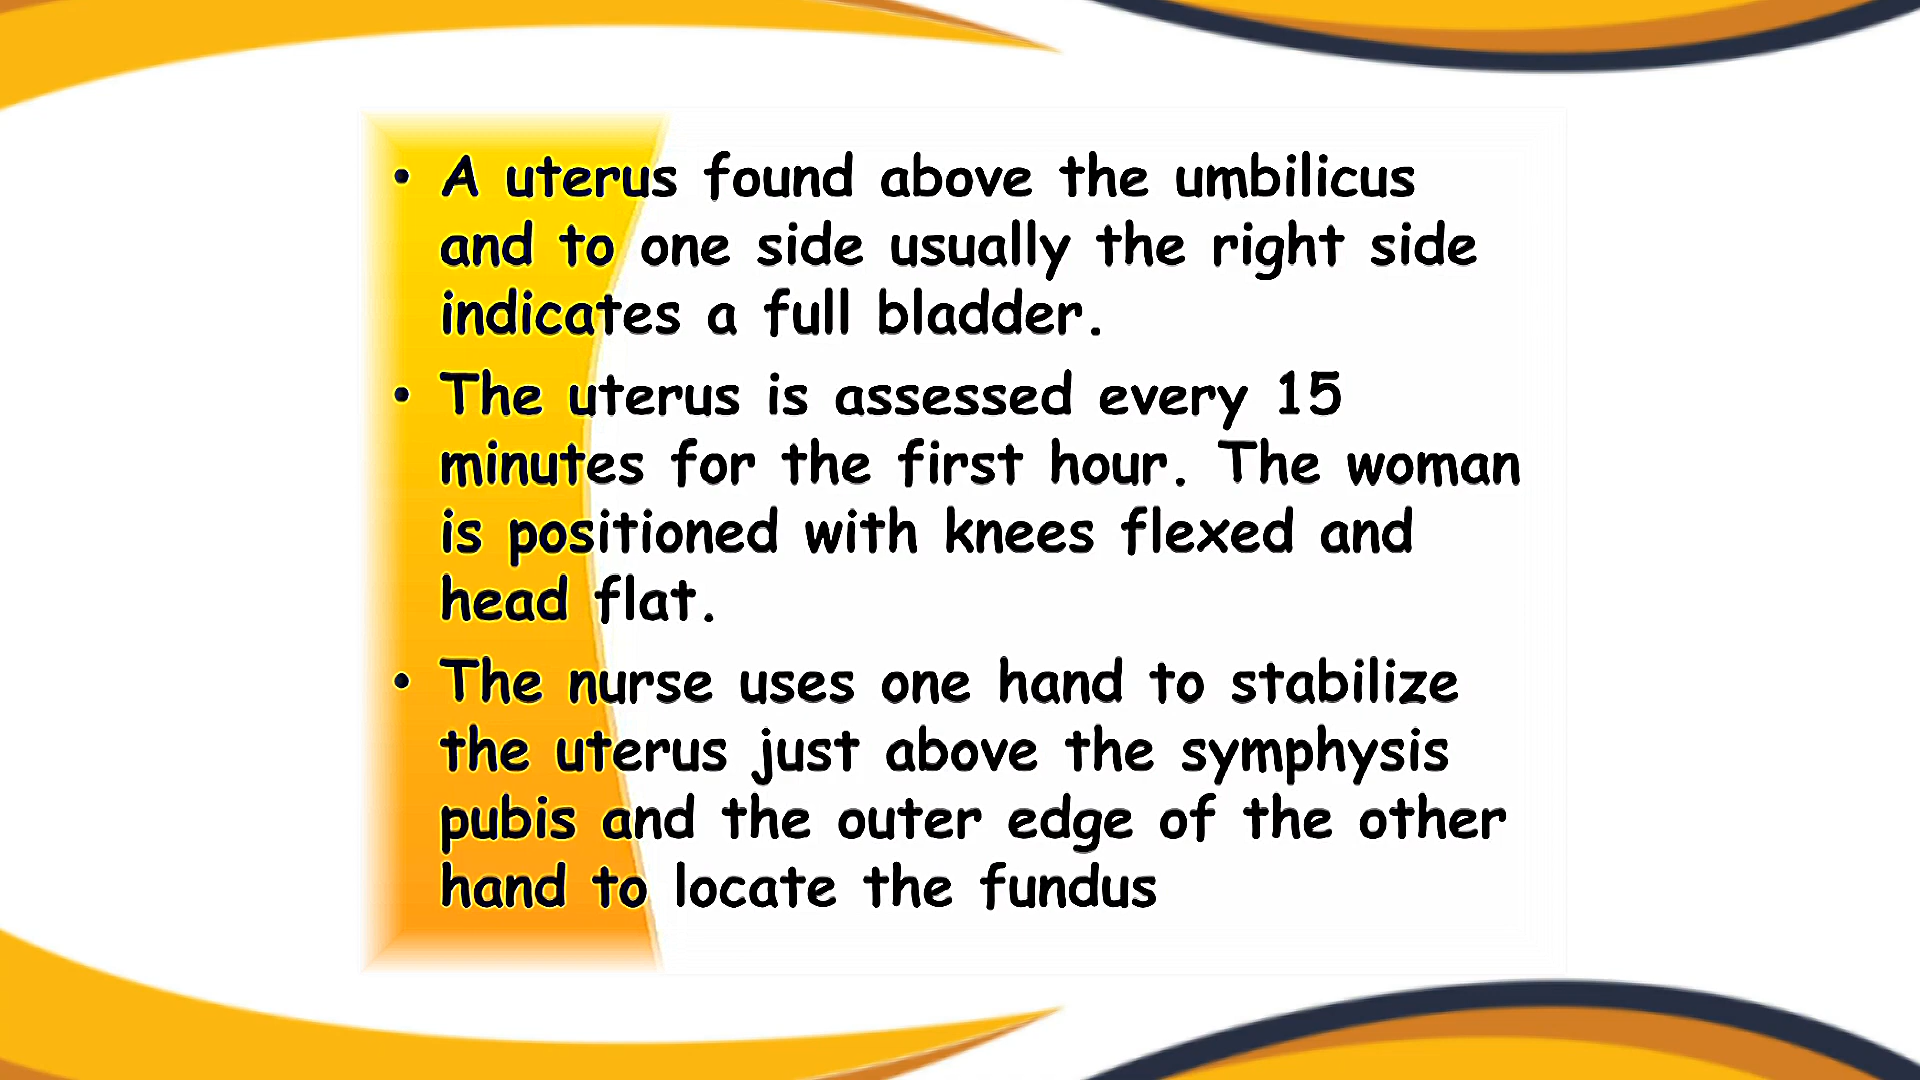 • A uterus found above the umbilicus
and to one side usually the right side
indicates a full bladder.
• The uterus is assessed every 15
minutes for the first hour. The woman
is positioned with knees flexed and
head flat.
• The nurse uses one hand to stabilize
the uterus just above the symphysis
pubis and the outer edge of the other
hand to locate the fundus